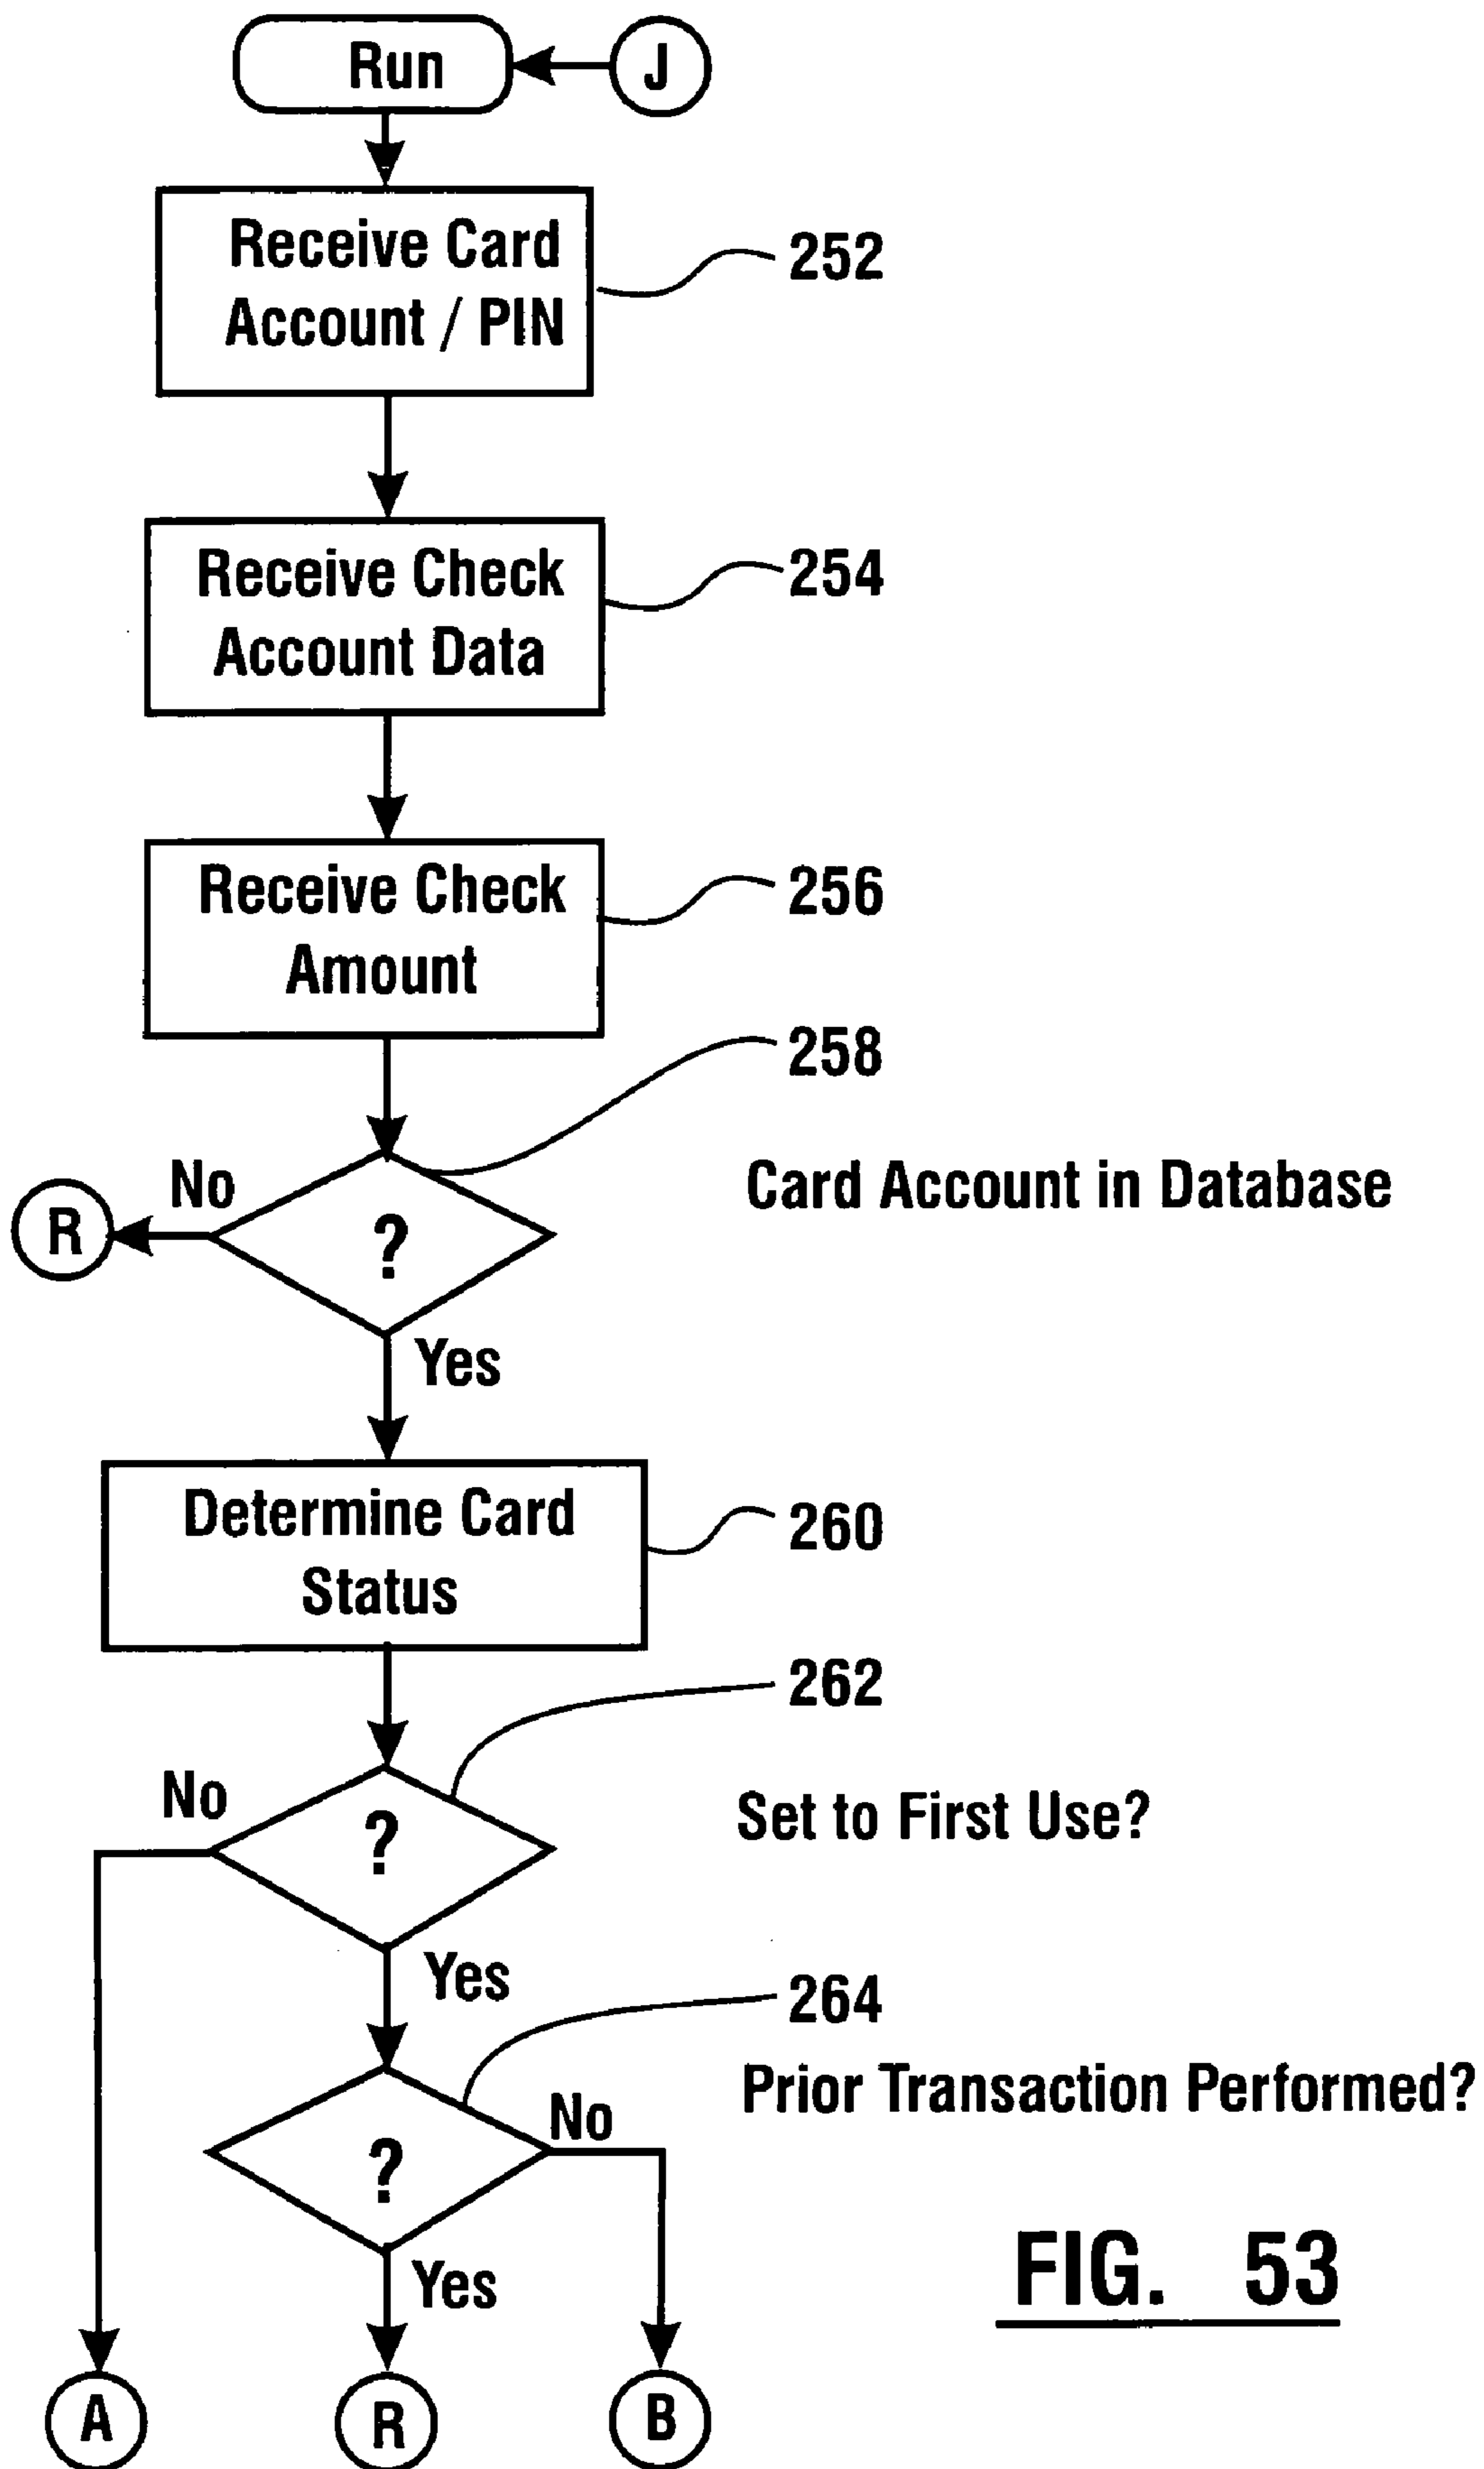 Run
J
Receive Card
Account / PIN
252
Receive Check
Account Data
254
Receive Check
Amount
256
258
No
Card Account in Database
R
?
Yes
Determine Card
Status
260
262
No
Set to First Use?
?
Yes
264
Prior Transaction Performed?
No
?
Yes
FIG. 53
A
R
B